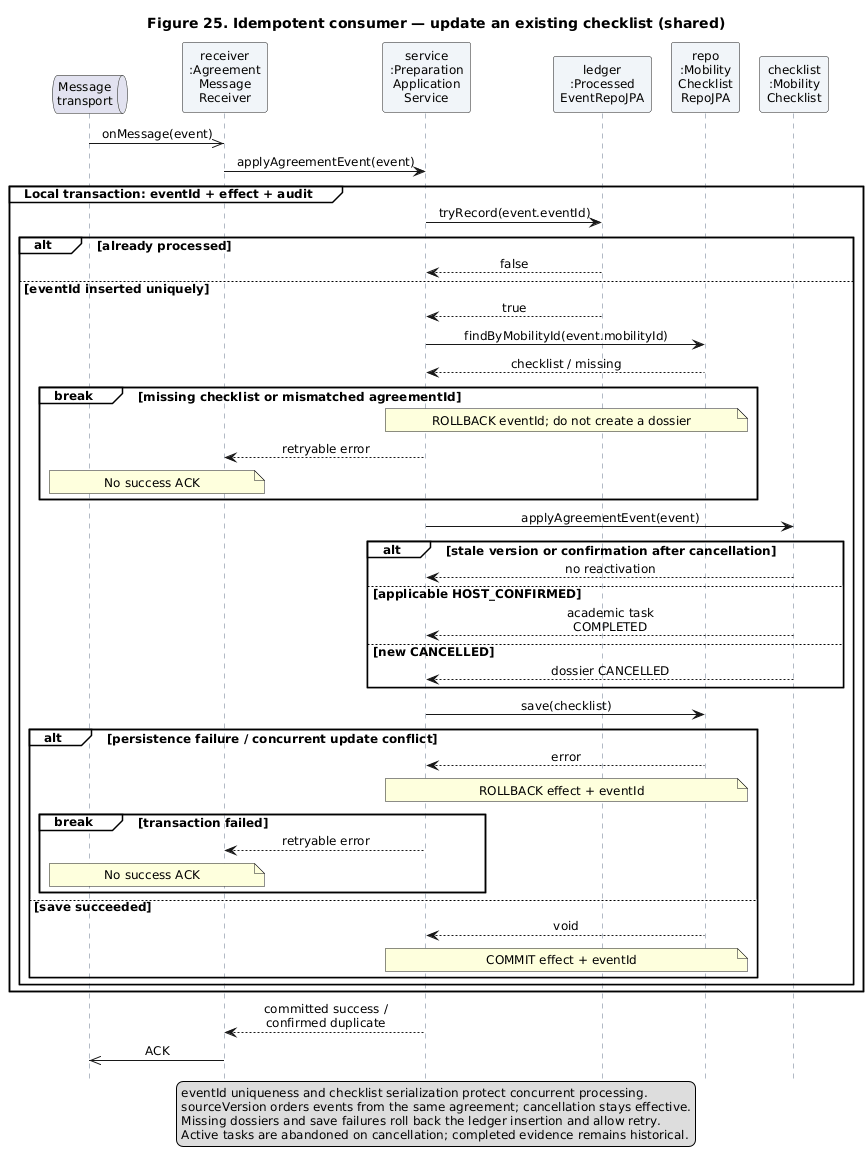 Figure 25. Idempotent consumer — update an existing checklist (shared)
Message
transport
receiver
:Agreement
Message
Receiver
service
:Preparation
Application
Service
ledger
:Processed
EventRepoJPA
repo
:Mobility
Checklist
RepoJPA
checklist
:Mobility
Checklist
onMessage(event)
applyAgreementEvent(event)
Local transaction: eventId + effect + audit
tryRecord(event.eventId)
alt [already processed]
false
[eventId inserted uniquely]
true
findByMobilityId(event.mobilityId)
checklist / missing
break [missing checklist or mismatched agreementId]
ROLLBACK eventId; do not create a dossier
retryable error
No success ACK
applyAgreementEvent(event)
alt [stale version or confirmation after cancellation]
no reactivation
[applicable HOST_CONFIRMED]
academic task
COMPLETED
[new CANCELLED]
dossier CANCELLED
save(checklist)
alt [persistence failure / concurrent update conflict]
error
ROLLBACK effect + eventId
break [transaction failed]
retryable error
No success ACK
[save succeeded]
void
COMMIT effect + eventId
committed success /
confirmed duplicate
ACK
eventId uniqueness and checklist serialization protect concurrent processing.
sourceVersion orders events from the same agreement; cancellation stays effective.
Missing dossiers and save failures roll back the ledger insertion and allow retry.
Active tasks are abandoned on cancellation; completed evidence remains historical.